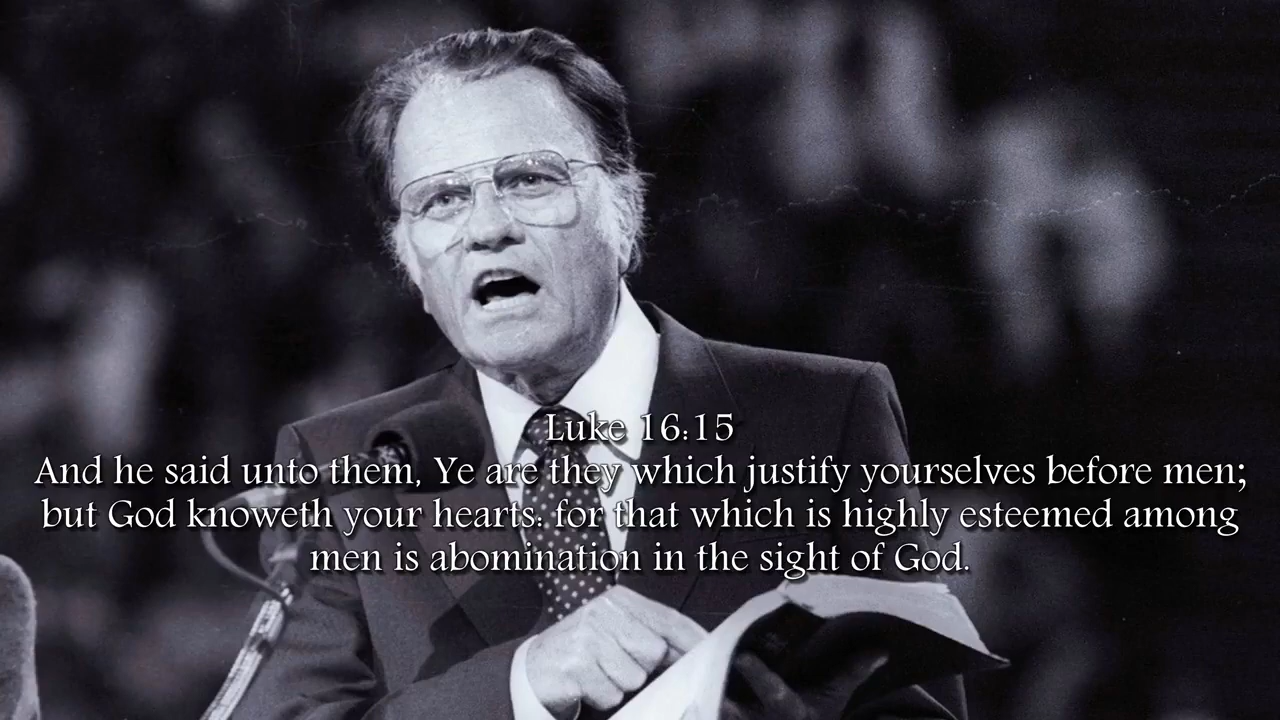 Luke 16:15
And he said unto them, Ye are they which justify yourselves before men;
but God knoweth your hearts: for that which is highly esteemed among
men is abomination in the sight of God.